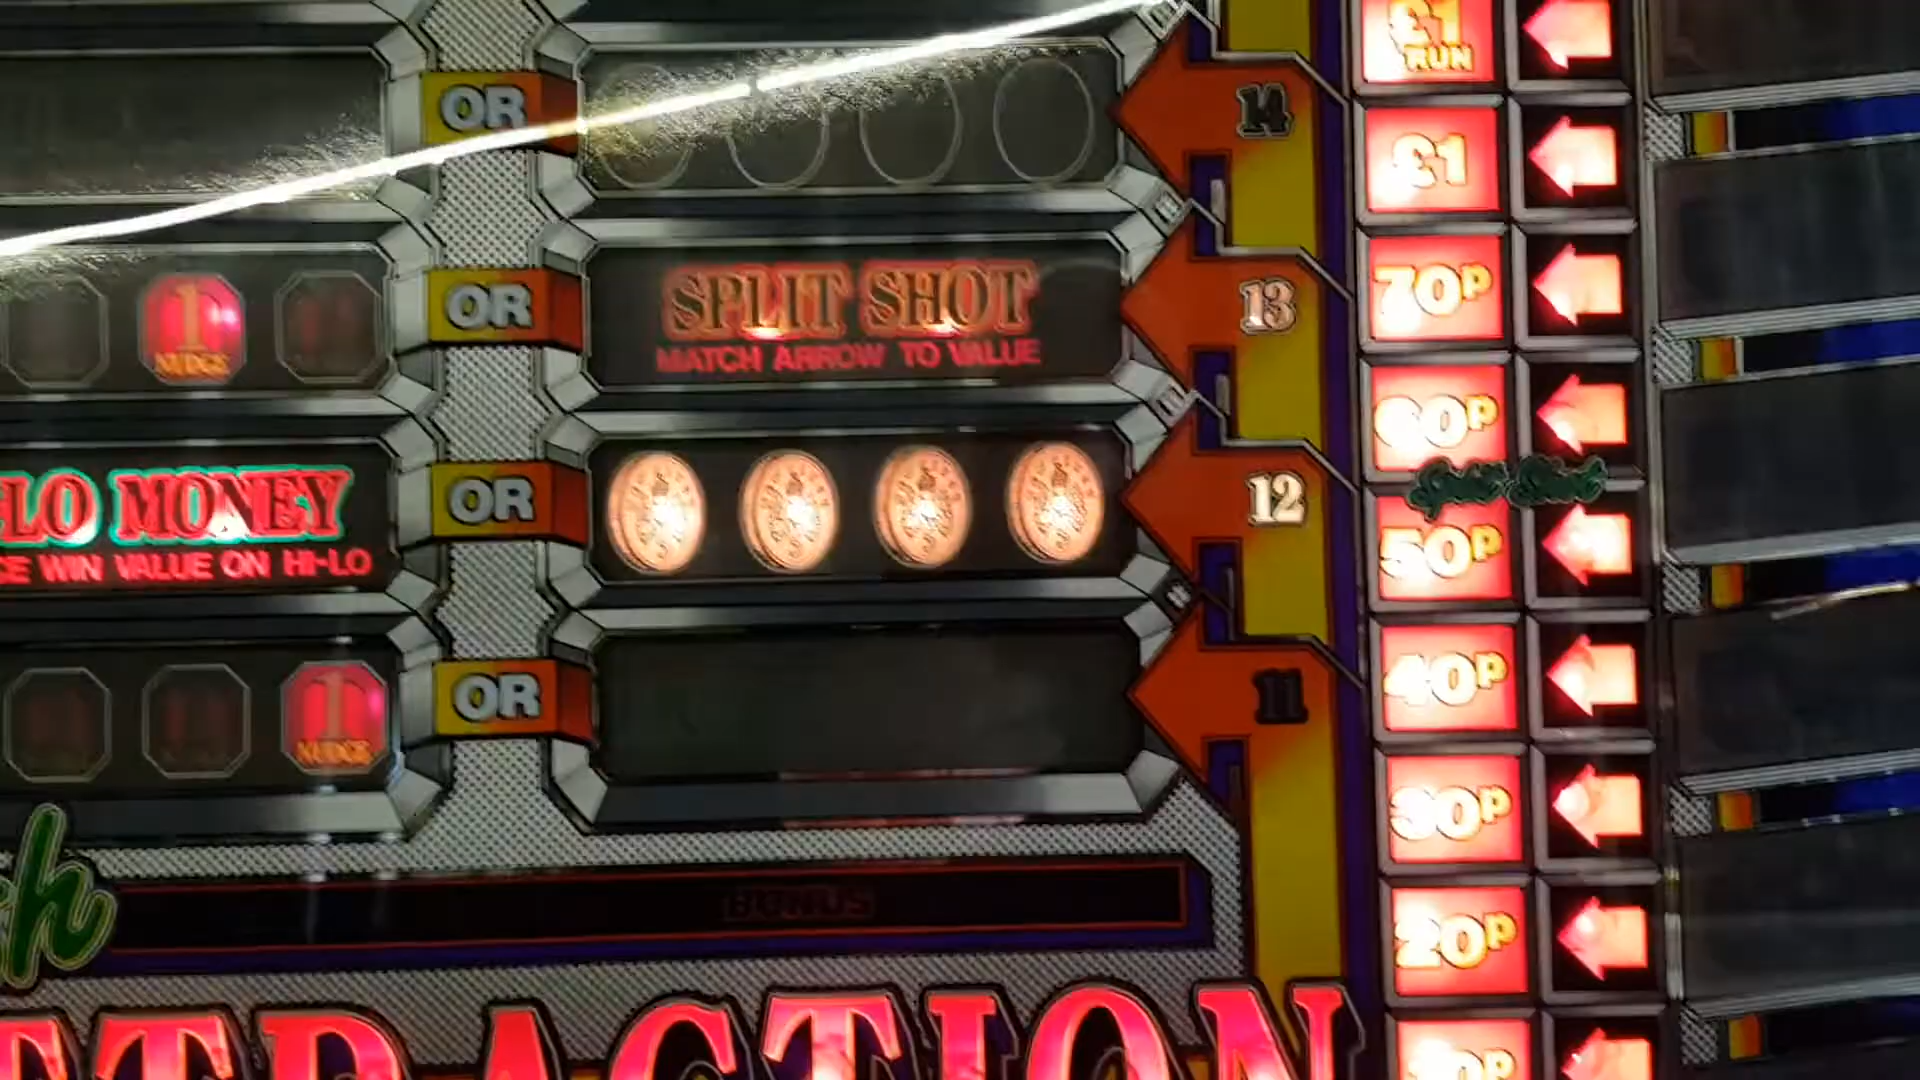 £1 RUN
OR 14
£1
OR SPLIT SHOT 13 70P
MATCH ARROW TO VALUE
1 NUDGE
60P
LO MONEY OR 12
50P
CE WIN VALUE ON HI-LO
40P
OR 11
1 NUDGE
30P
h BONUS
20P
TRACTION